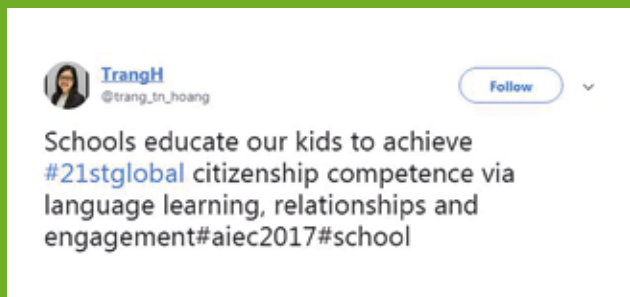 TrangH
@trang_tn_hoang
Follow
Schools educate our kids to achieve
#21stglobal citizenship competence via
language learning, relationships and
engagement#aiec2017#school